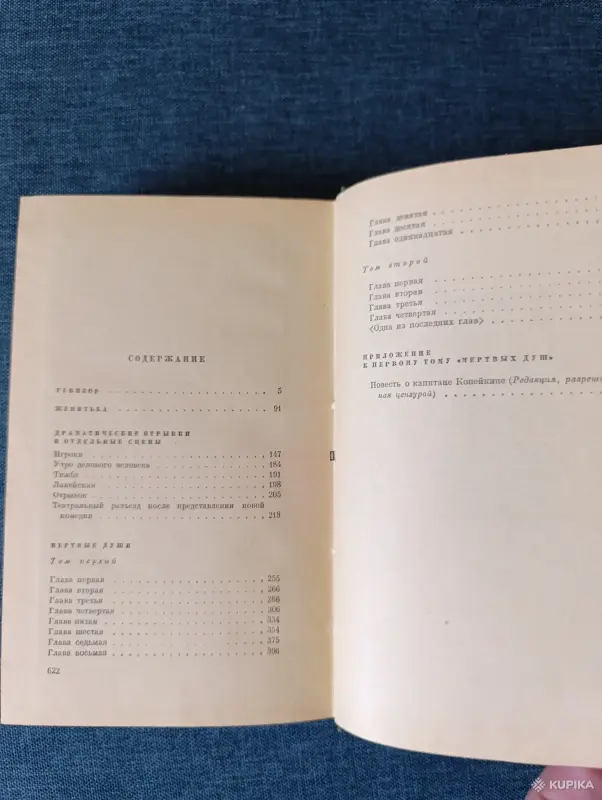 СОДЕРЖАНИЕ
РЕВИЗОР . . . . . . . . . . . . . . . . 5
ЖЕНИТЬБА . . . . . . . . . . . . . . . 91
ДРАМАТИЧЕСКИЕ ОТРЫВКИ
И ОТДЕЛЬНЫЕ СЦЕНЫ
Игроки . . . . . . . . . . . . . . . . 147
Утро делового человека . . . . . . . . . 184
Тяжба . . . . . . . . . . . . . . . . 191
Лакейская . . . . . . . . . . . . . . . 198
Отрывок . . . . . . . . . . . . . . . . 205
Театральный разъезд после представления новой
комедии . . . . . . . . . . . . . . . 219
МЕРТВЫЕ ДУШИ
Том первый
Глава первая . . . . . . . . . . . . . . 255
Глава вторая . . . . . . . . . . . . . . 266
Глава третья . . . . . . . . . . . . . . 286
Глава четвертая . . . . . . . . . . . . . 306
Глава пятая . . . . . . . . . . . . . . 334
Глава шестая . . . . . . . . . . . . . . 354
Глава седьмая . . . . . . . . . . . . . 375
Глава восьмая . . . . . . . . . . . . . 396
622
Глава девятая . . . . . . . . . . .
Глава десятая . . . . . . . . . . .
Глава одиннадцатая . . . . . . . . .
Том второй
Глава первая . . . . . . . . . . .
Глава вторая . . . . . . . . . . .
Глава третья . . . . . . . . . . .
Глава четвертая . . . . . . . . . .
<Одна из последних глав> . . . . . . .
ПРИЛОЖЕНИЕ
К ПЕРВОМУ ТОМУ «МЕРТВЫХ ДУШ»
Повесть о капитане Копейкине (Редакция, разреше
ная цензурой) . . . . . . . . . . .
KUPIKA